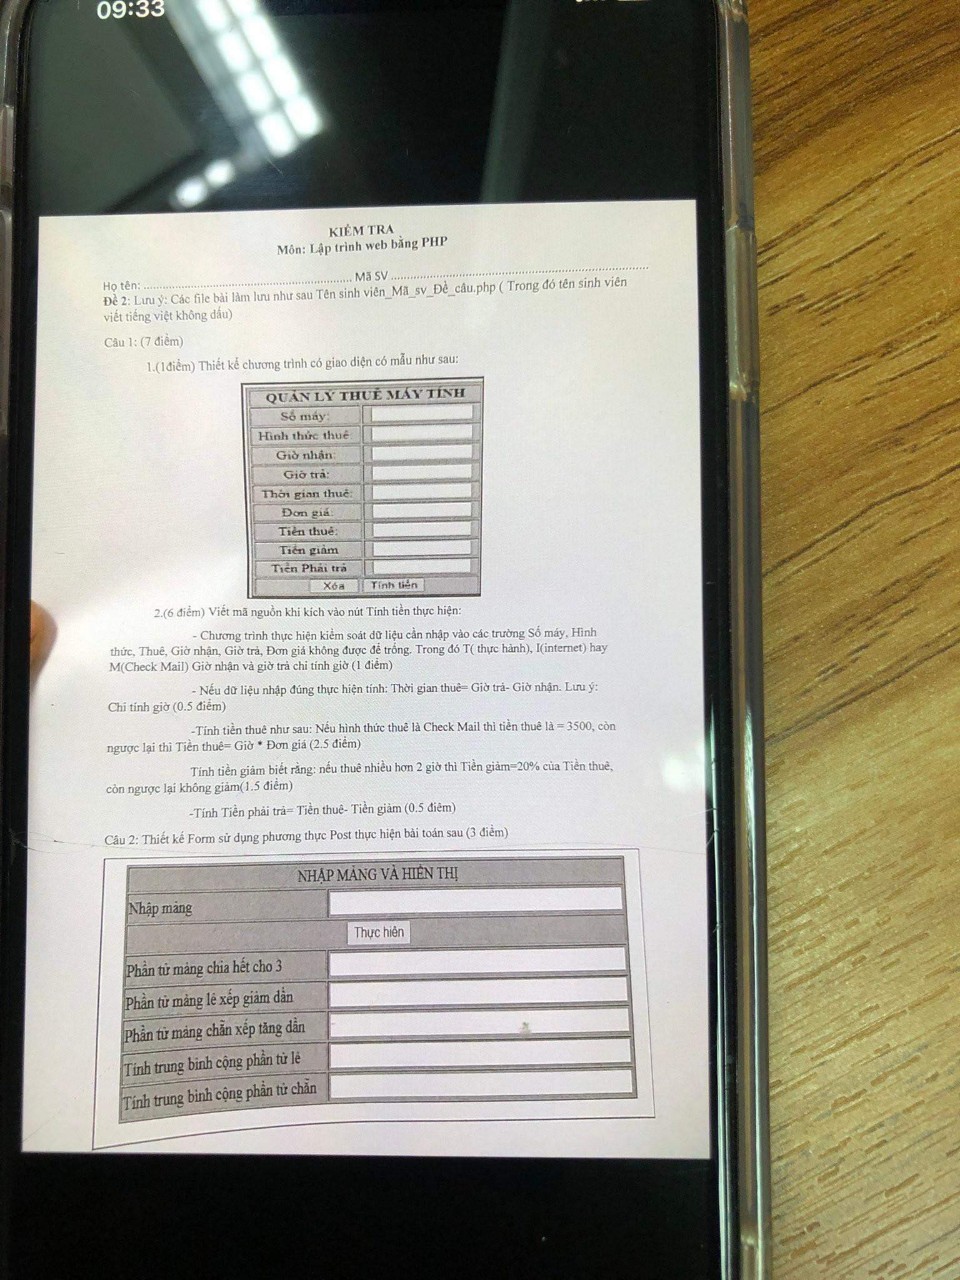 09:33
KIỂM TRA
Môn: Lập trình web bằng PHP
Họ tên: .......................................................... Mã SV ..........................................................................
Đề 2: Lưu ý: Các file bài làm lưu như sau Tên sinh viên_Mã_sv_Đề_câu.php ( Trong đó tên sinh viên
viết tiếng việt không dấu)
Câu 1: (7 điểm)
1.(1điểm) Thiết kế chương trình có giao diện có mẫu như sau:
QUẢN LÝ THUÊ MÁY TÍNH
Số máy:
Hình thức thuê
Giờ nhận:
Giờ trả:
Thời gian thuê:
Đơn giá:
Tiền thuê:
Tiền giảm
Tiền Phải trả
Xóa Tính tiền
2.(6 điểm) Viết mã nguồn khi kích vào nút Tính tiền thực hiện:
- Chương trình thực hiện kiểm soát dữ liệu cần nhập vào các trường Số máy, Hình
thức, Thuê, Giờ nhận, Giờ trả, Đơn giá không được để trống. Trong đó T( thực hành), I(internet) hay
M(Check Mail) Giờ nhận và giờ trả chỉ tính giờ (1 điểm)
- Nếu dữ liệu nhập đúng thực hiện tính: Thời gian thuê= Giờ trả- Giờ nhận. Lưu ý:
Chỉ tính giờ (0.5 điểm)
-Tính tiền thuê như sau: Nếu hình thức thuê là Check Mail thì tiền thuê là = 3500, còn
ngược lại thì Tiền thuê= Giờ * Đơn giá (2.5 điểm)
Tính tiền giảm biết rằng: nếu thuê nhiều hơn 2 giờ thì Tiền giảm=20% của Tiền thuê,
còn ngược lại không giảm(1.5 điểm)
-Tính Tiền phải trả= Tiền thuê- Tiền giảm (0.5 điểm)
Câu 2: Thiết kế Form sử dụng phương thực Post thực hiện bài toán sau (3 điểm)
NHẬP MẢNG VÀ HIỂN THỊ
Nhập mảng
Thực hiên
Phần tử mảng chia hết cho 3
Phần tử mảng lẻ xếp giảm dần
Phần tử mảng chẵn xếp tăng dần
Tính trung bình cộng phần tử lẻ
Tính trung bình cộng phần tử chẵn